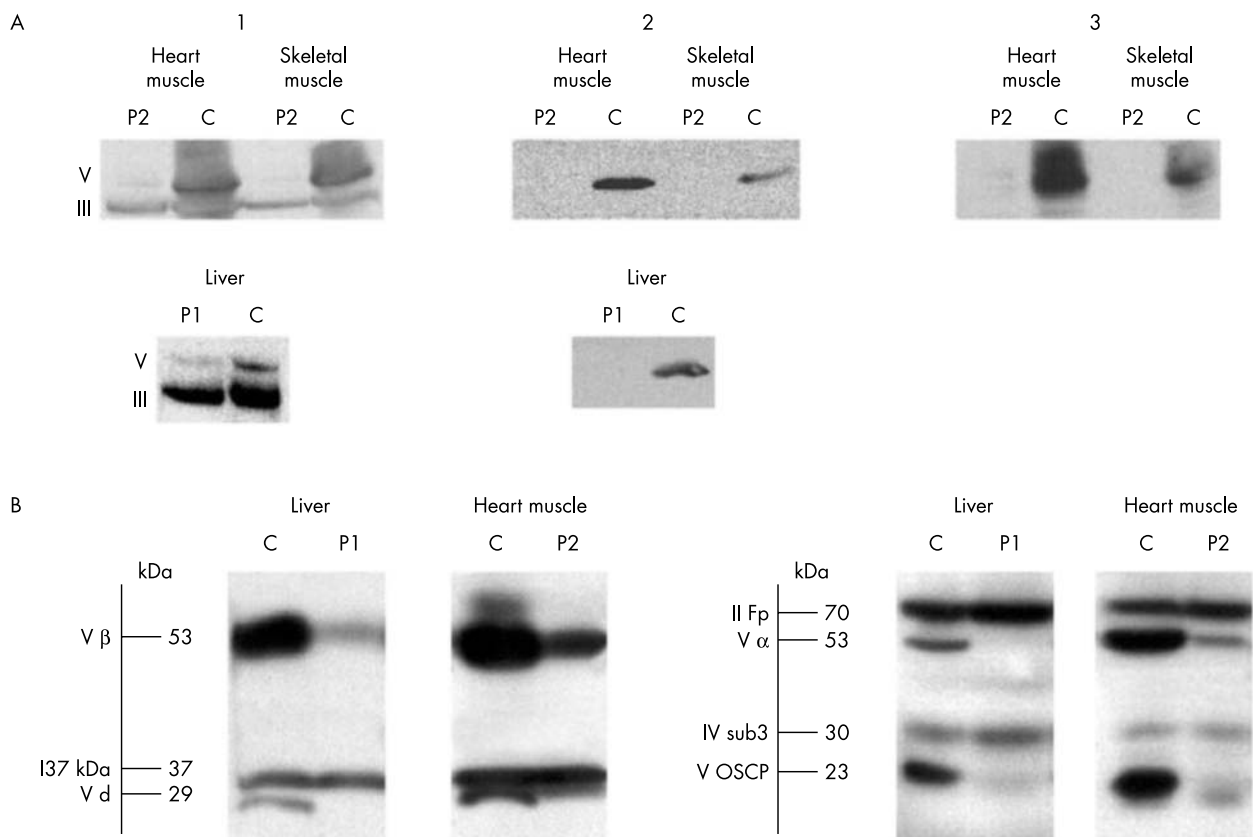 A
1
2
3
Heart muscle
Skeletal muscle
Heart muscle
Skeletal muscle
Heart muscle
Skeletal muscle
P2 C P2 C
P2 C P2 C
P2 C P2 C
V
III
Liver
Liver
P1 C
P1 C
V
III
B
Liver
Heart muscle
Liver
Heart muscle
C P1
C P2
C P1
C P2
kDa
V β 53
I37 kDa 37
V d 29
kDa
II Fp 70
V α 53
IV sub3 30
V OSCP 23